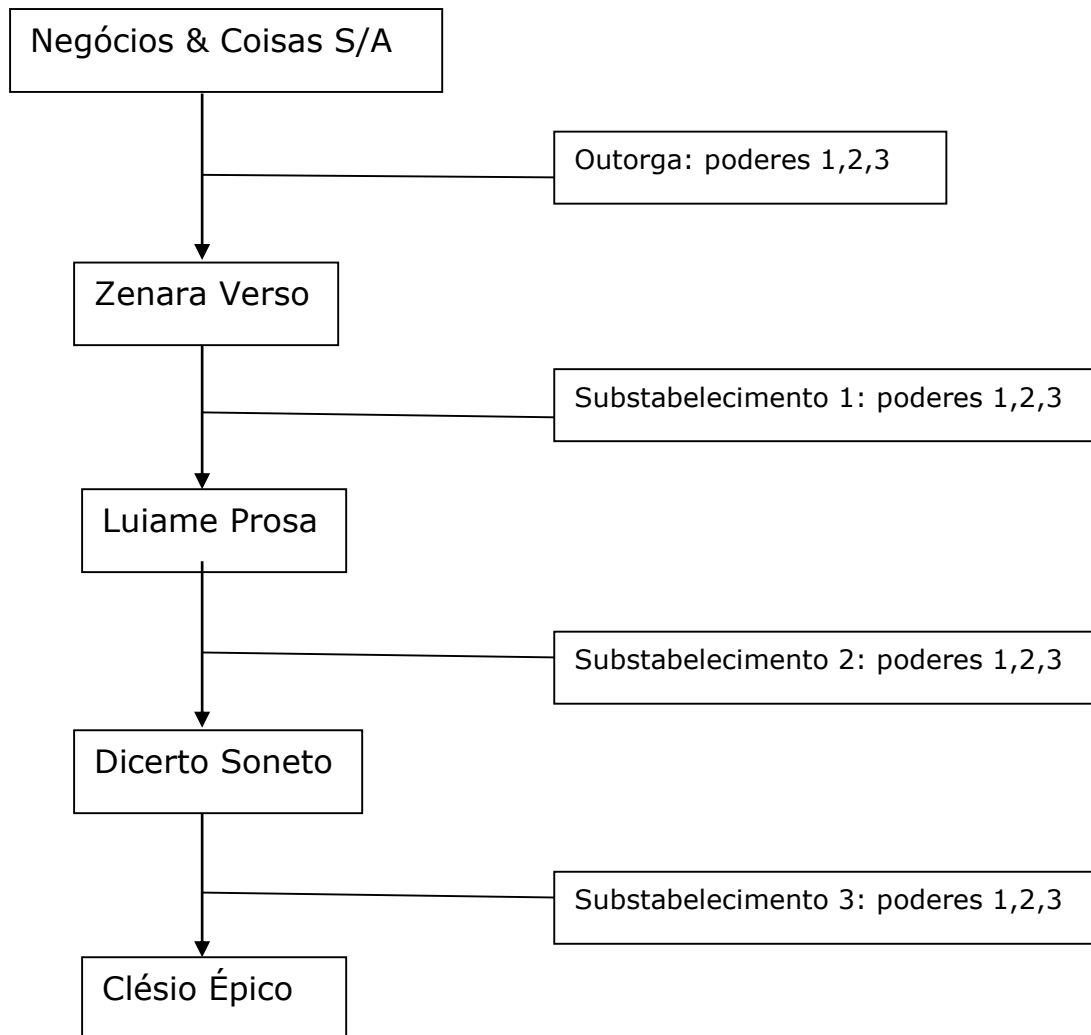 Negócios & Coisas S/A
Outorga: poderes 1,2,3
Zenara Verso
Substabelecimento 1: poderes 1,2,3
Luiame Prosa
Substabelecimento 2: poderes 1,2,3
Dicerto Soneto
Substabelecimento 3: poderes 1,2,3
Clésio Épico